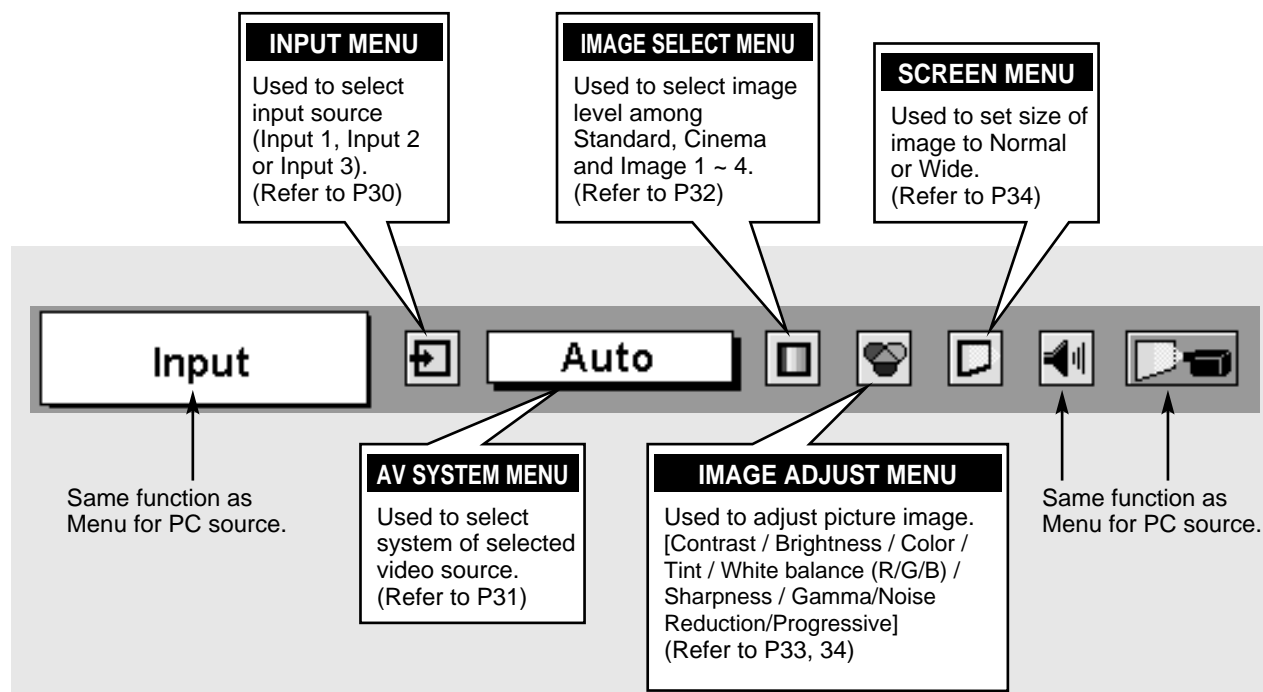 INPUT MENU
Used to select
input source
(Input 1, Input 2
or Input 3).
(Refer to P30)
IMAGE SELECT MENU
Used to select image
level among
Standard, Cinema
and Image 1 ~ 4.
(Refer to P32)
SCREEN MENU
Used to set size of
image to Normal
or Wide.
(Refer to P34)
Input
Auto
Same function as
Menu for PC source.
AV SYSTEM MENU
Used to select
system of selected
video source.
(Refer to P31)
IMAGE ADJUST MENU
Used to adjust picture image.
[Contrast / Brightness / Color /
Tint / White balance (R/G/B) /
Sharpness / Gamma/Noise
Reduction/Progressive]
(Refer to P33, 34)
Same function as
Menu for PC source.